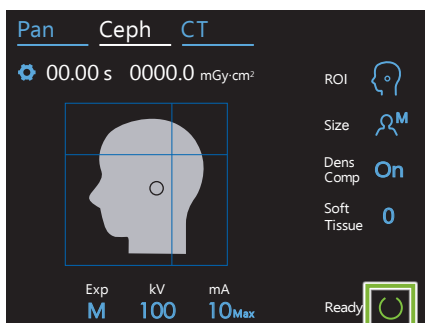 Pan Ceph CT
00.00 s 0000.0 mGy·cm²
ROI
Size M
Dens
Comp On
Soft
Tissue 0
Exp kV mA
M 100 10Max
Ready